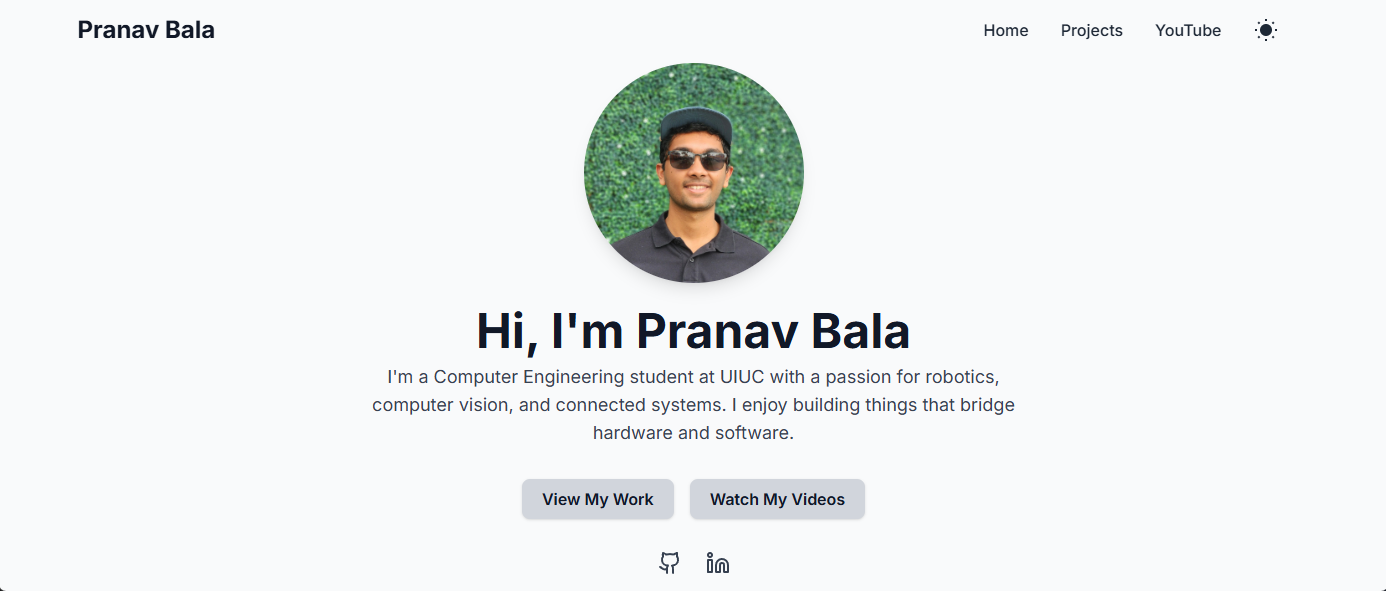 Pranav Bala
Home
Projects
YouTube
Hi, I'm Pranav Bala
I'm a Computer Engineering student at UIUC with a passion for robotics,
computer vision, and connected systems. I enjoy building things that bridge
hardware and software.
View My Work
Watch My Videos
in